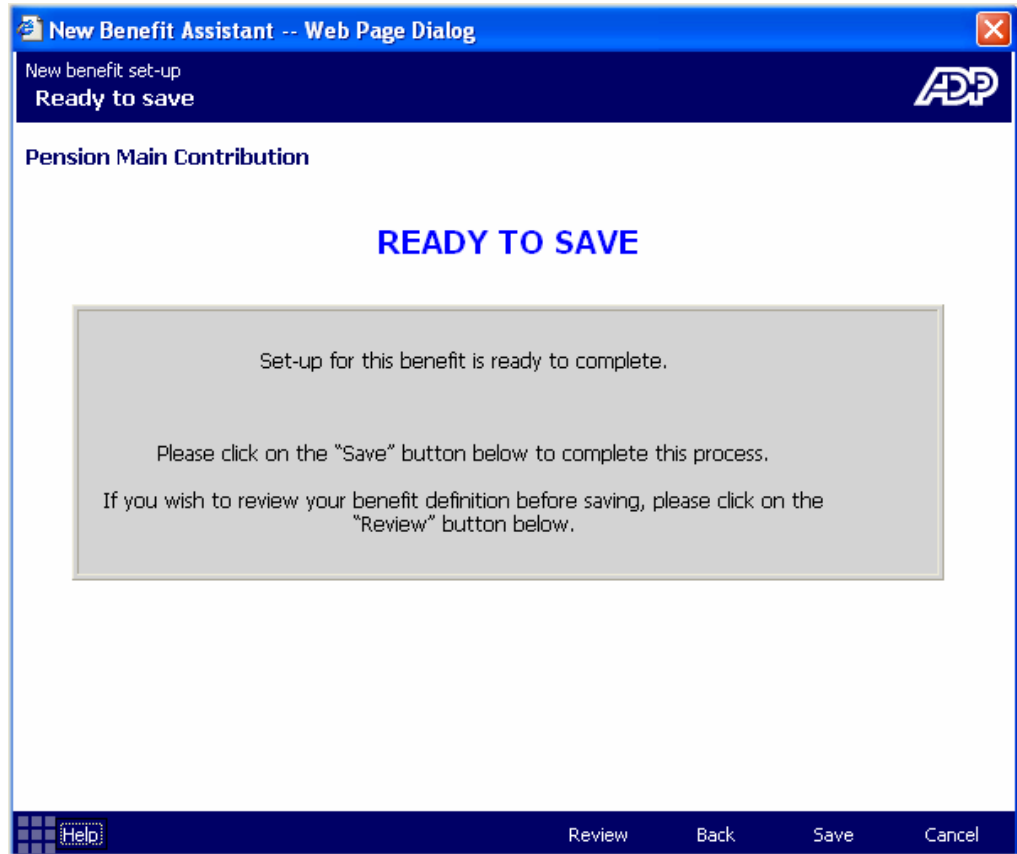 New Benefit Assistant -- Web Page Dialog
New benefit set-up
Ready to save
ADP
Pension Main Contribution
READY TO SAVE
Set-up for this benefit is ready to complete.
Please click on the “Save” button below to complete this process.
If you wish to review your benefit definition before saving, please click on the
“Review” button below.
Help Review Back Save Cancel